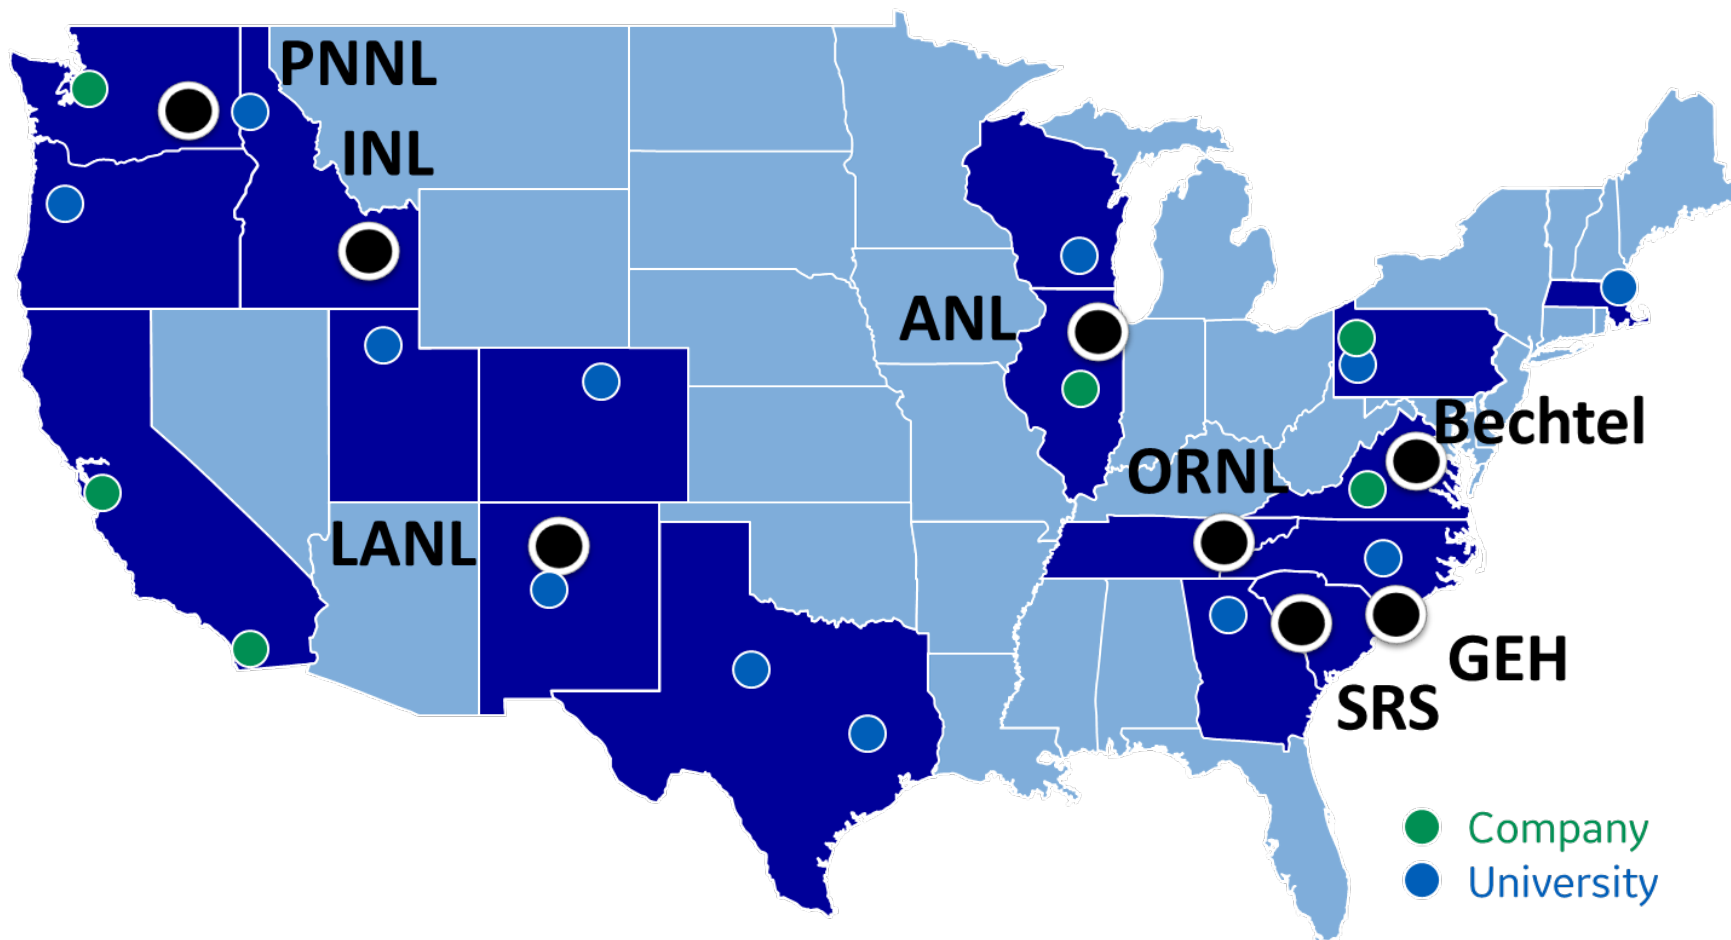 PNNL
INL
ANL
Bechtel
ORNL
LANL
GEH
SRS
Company
University